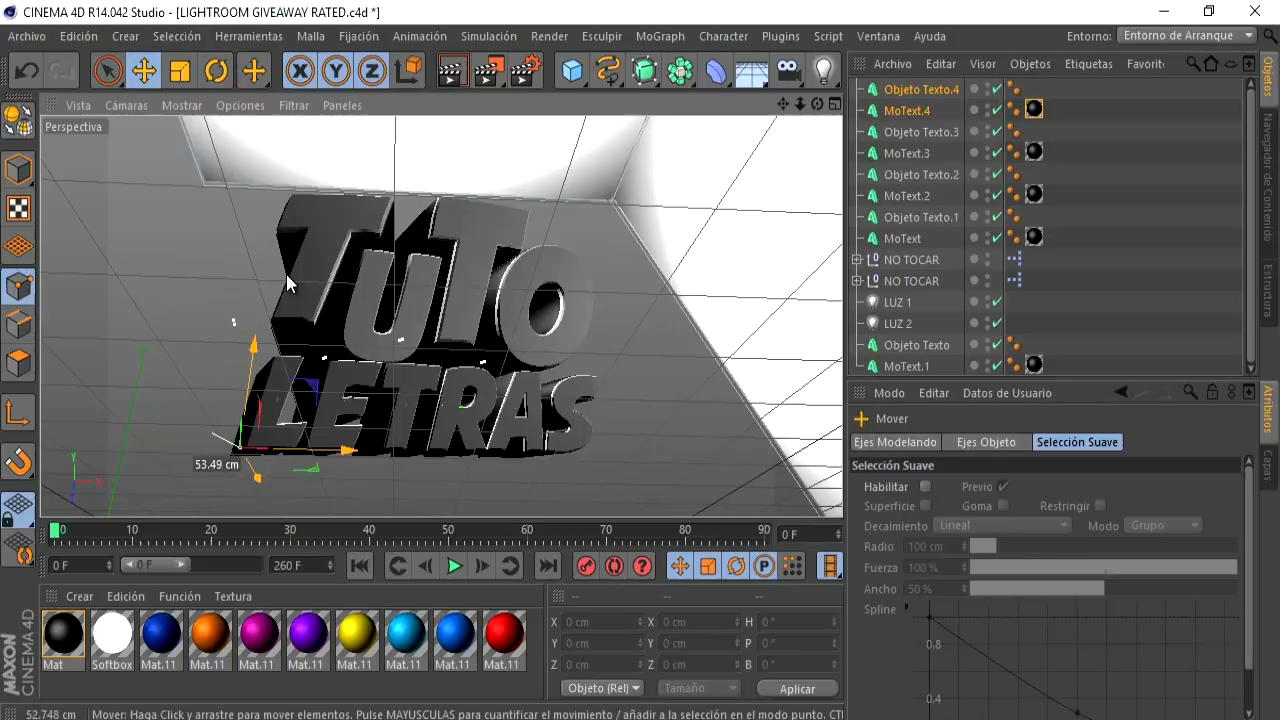 CINEMA 4D R14.042 Studio - [LIGHTROOM GIVEAWAY RATED.c4d *]
Archivo Edición Crear Selección Herramientas Malla Fijación Animación Simulación Render Esculpir MoGraph Character Plugins Script Ventana Ayuda Entorno: Entorno de Arranque
X Y Z
Archivo Editar Visor Objetos Etiquetas Favorit
Vista Cámaras Mostrar Opciones Filtrar Paneles
Perspectiva
Objeto Texto.4
MoText.4
Objeto Texto.3
MoText.3
Objeto Texto.2
MoText.2
Objeto Texto.1
MoText
NO TOCAR
NO TOCAR
LUZ 1
LUZ 2
Objeto Texto
MoText.1
Objetos
Navegador de Contenido
Estructura
TUTO
LETRAS
53.49 cm
Y
X
Z
Modo Editar Datos de Usuario
Mover
Ejes Modelando Ejes Objeto Selección Suave
Selección Suave
Habilitar Previo
Superficie Goma Restringir
Decaimiento Lineal Modo Grupo
Radio 100 cm
Fuerza 100 %
Ancho 50 %
Spline
0.8
0.4
Atributos
Capas
0 10 20 30 40 50 60 70 80 90 0 F
0 F 0 F 260 F
P
Crear Edición Función Textura
Mat Softbox Mat.11 Mat.11 Mat.11 Mat.11 Mat.11 Mat.11 Mat.11 Mat.11
-- -- --
X 0 cm X 0 cm H 0 °
Y 0 cm Y 0 cm P 0 °
Z 0 cm Z 0 cm B 0 °
Objeto (Rel) Tamaño Aplicar
MAXON
CINEMA 4D
52.748 cm Mover: Haga Click y arrastre para mover elementos. Pulse MAYUSCULAS para cuantificar el movimiento / añadir a la selección en el modo punto, CT